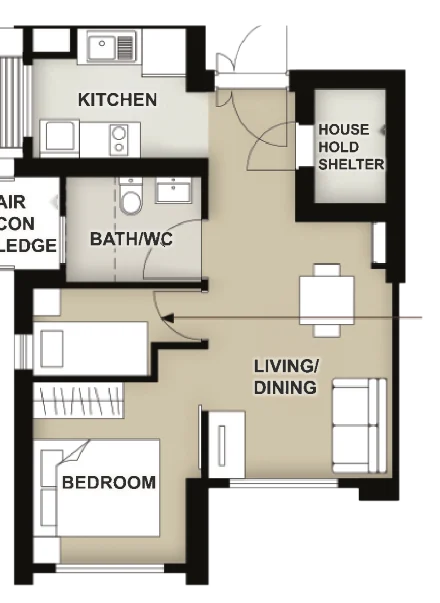 KITCHEN
HOUSE
HOLD
SHELTER
AIR
CON
LEDGE
BATH/WC
LIVING/
DINING
BEDROOM